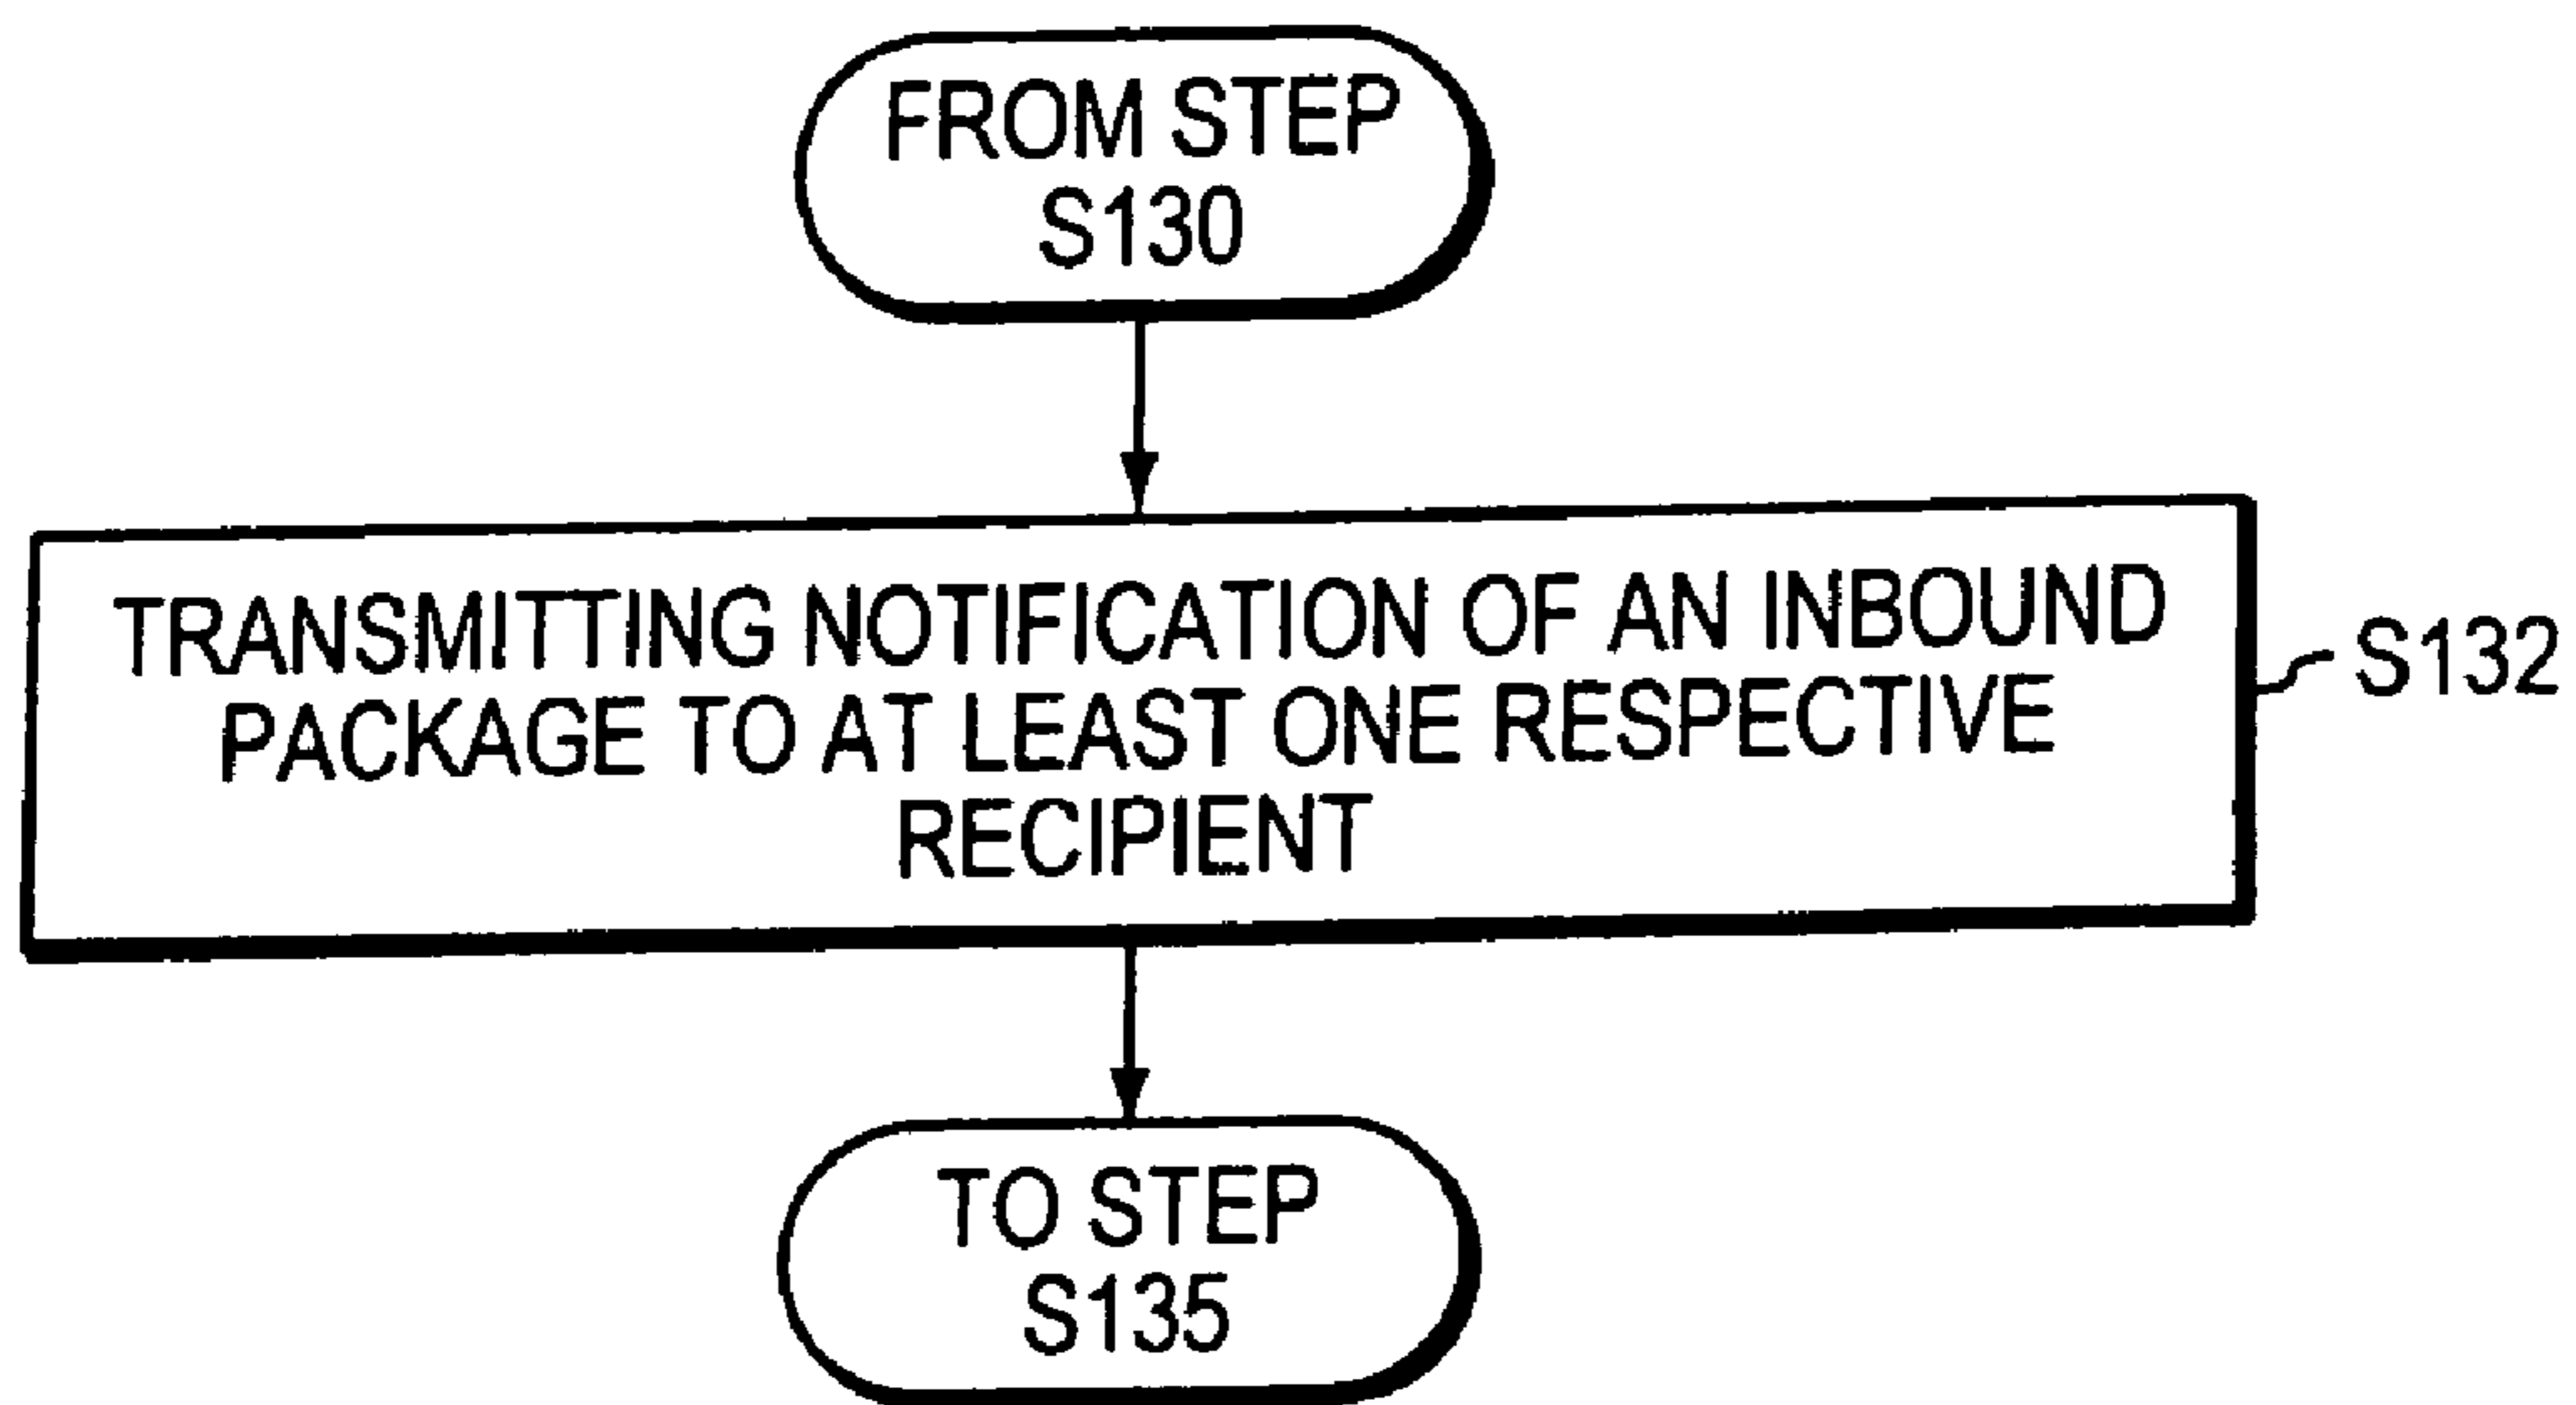 FROM STEP
S130
TRANSMITTING NOTIFICATION OF AN INBOUND
PACKAGE TO AT LEAST ONE RESPECTIVE
RECIPIENT
S132
TO STEP
S135